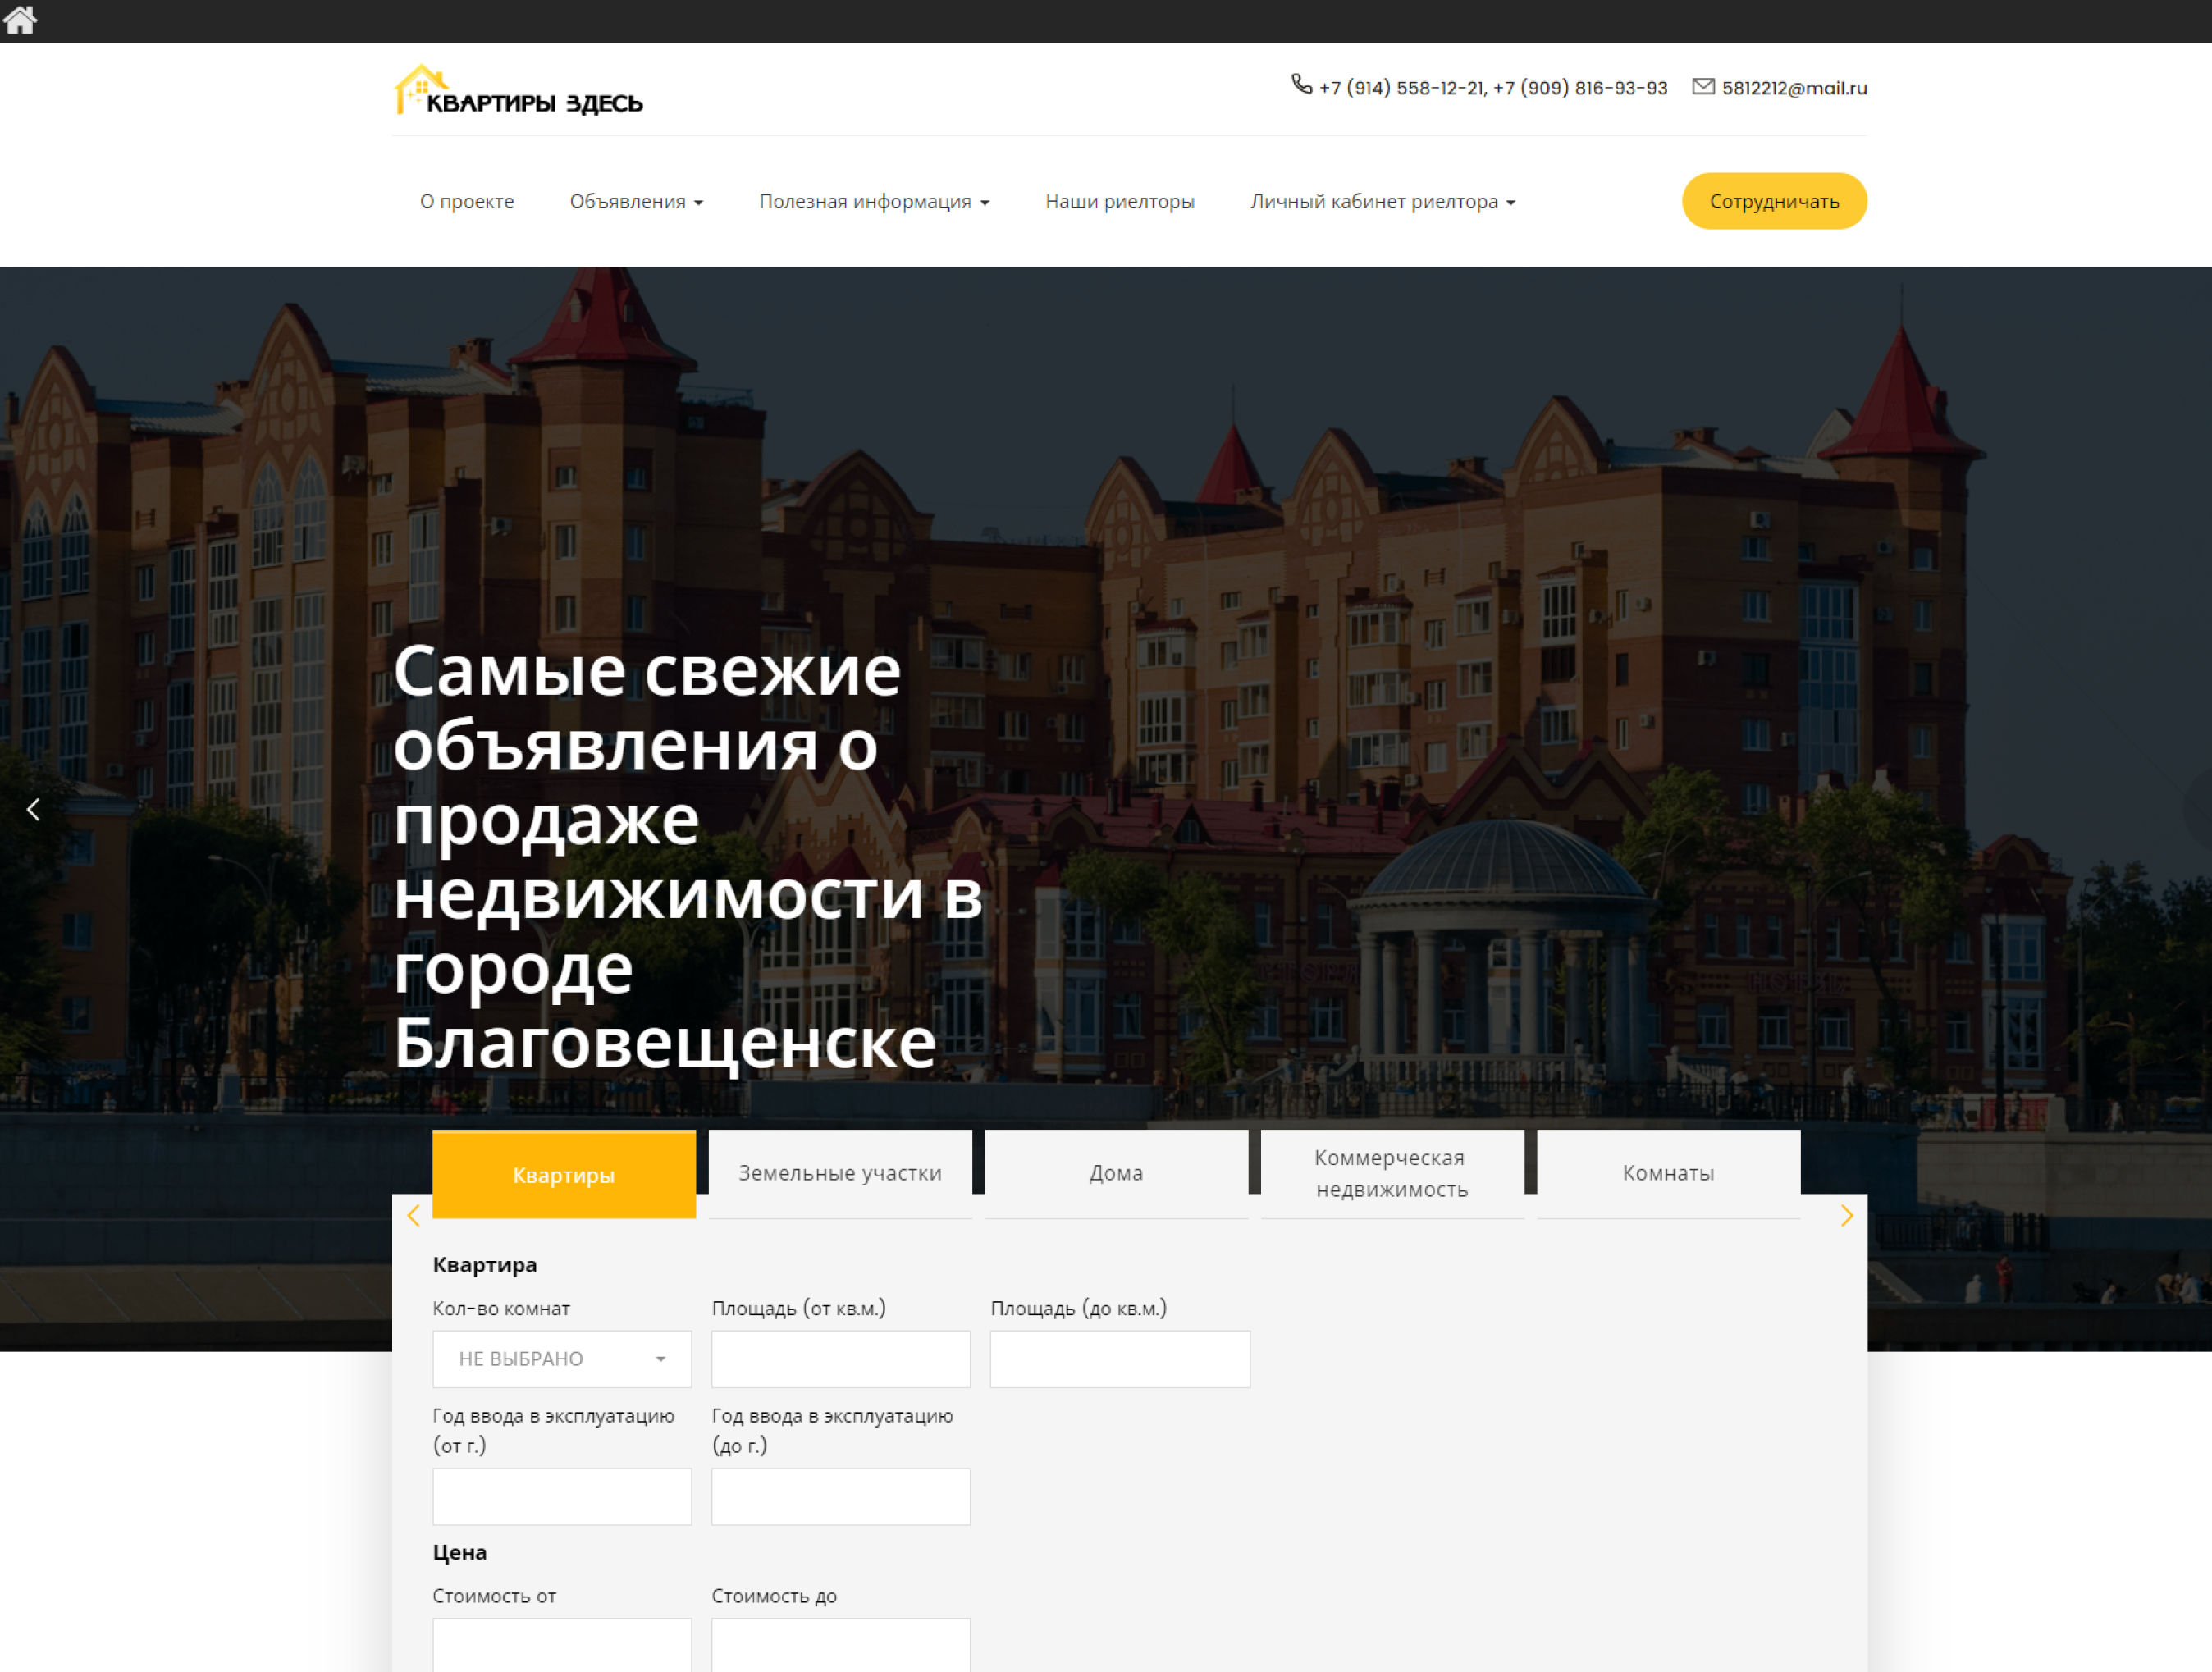 КВАРТИРЫ ЗДЕСЬ
+7 (914) 558-12-21, +7 (909) 816-93-93
5812212@mail.ru
О проекте
Объявления
Полезная информация
Наши риелторы
Личный кабинет риелтора
Сотрудничать
Самые свежие
объявления о
продаже
недвижимости в
городе
Благовещенске
Квартиры
Земельные участки
Дома
Коммерческая
недвижимость
Комнаты
Квартира
Кол-во комнат
Площадь (от кв.м.)
Площадь (до кв.м.)
НЕ ВЫБРАНО
Год ввода в эксплуатацию
(от г.)
Год ввода в эксплуатацию
(до г.)
Цена
Стоимость от
Стоимость до